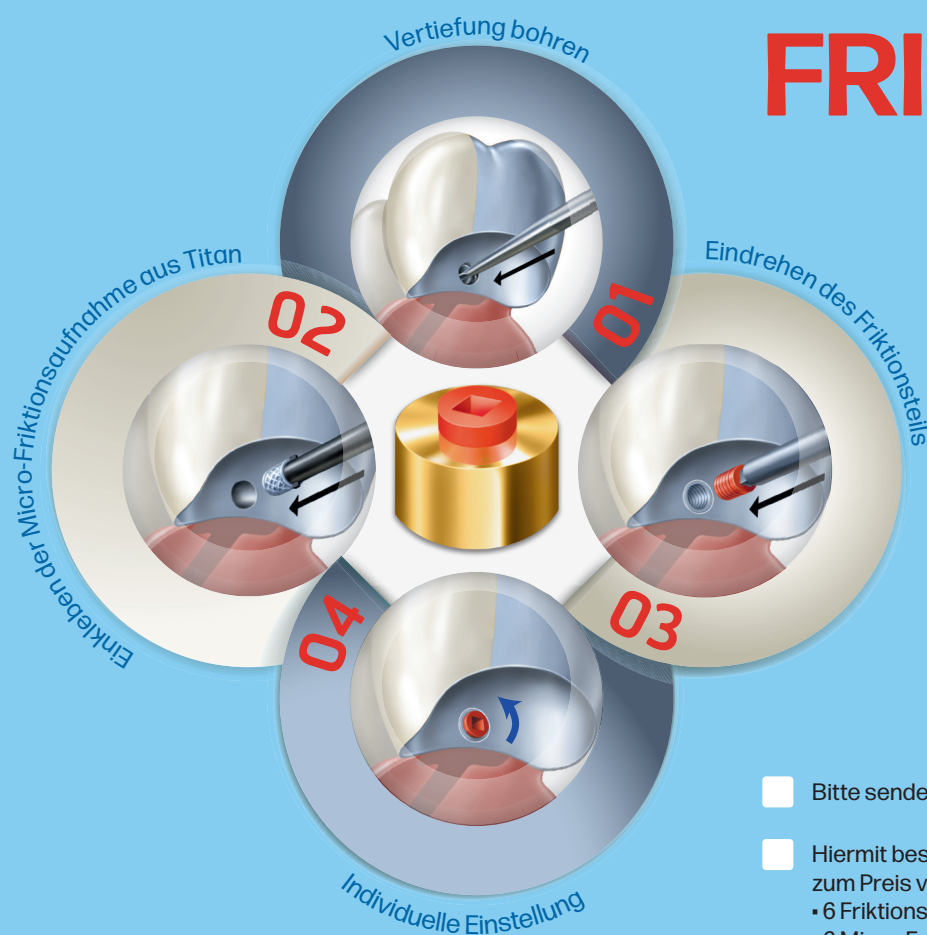 FRI
Vertiefung bohren
01
Einkleben der Micro-Friktionsaufnahme aus Titan
02
Eindrehen des Friktionsteils
03
04
Individuelle Einstellung
Bitte sende
Hiermit bes
zum Preis v
▪ 6 Friktions